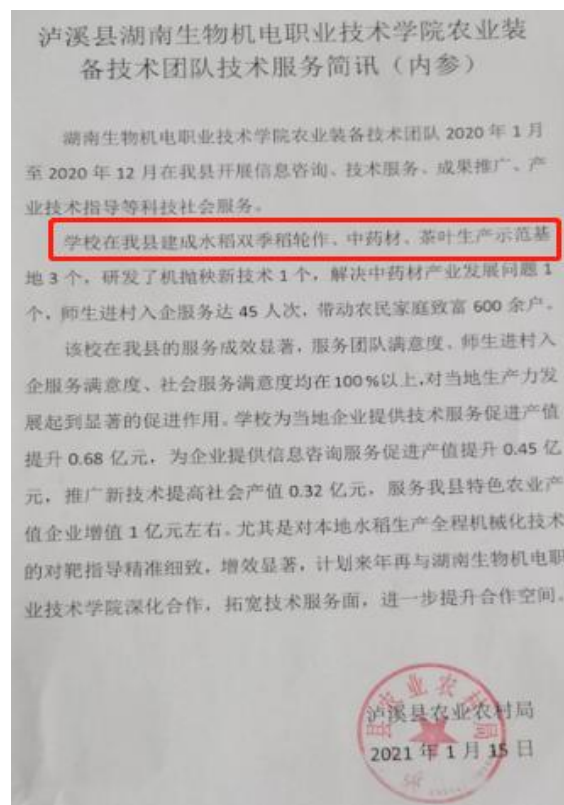 泸溪县湖南生物机电职业技术学院农业装
备技术团队技术服务简讯（内参）
湖南生物机电职业技术学院农业装备技术团队 2020 年 1 月
至 2020 年 12 月在我县开展信息咨询、技术服务、成果推广、产
业技术指导等科技社会服务。
学校在我县建成水稻双季稻轮作、中药材、茶叶生产示范基
地 3 个，研发了机抛秧新技术 1 个，解决中药材产业发展问题 1
个，师生进村入企服务达 45 人次，带动农民家庭致富 600 余户。
该校在我县的服务成效显著，服务团队满意度、师生进村入
企服务满意度、社会服务满意度均在 100%以上,对当地生产力发
展起到显著的促进作用。学校为当地企业提供技术服务促进产值
提升 0.68 亿元，为企业提供信息咨询服务促进产值提升 0.45 亿
元，推广新技术提高社会产值 0.32 亿元，服务我县特色农业产
值企业增值 1 亿元左右。尤其是对本地水稻生产全程机械化技术
的对靶指导精准细致，增效显著，计划来年再与湖南生物机电职
业技术学院深化合作，拓宽技术服务面，进一步提升合作空间。
泸溪县农业农村局
2021 年 1 月 15 日